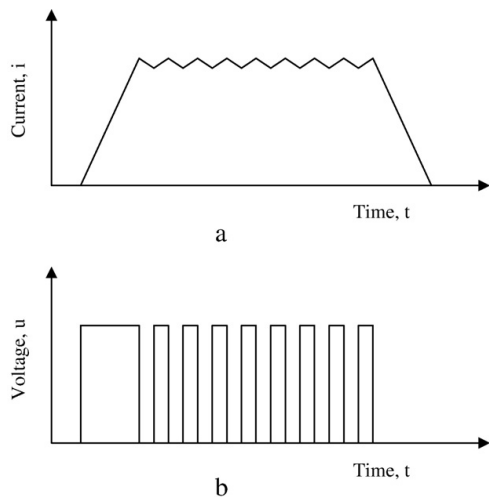 Current, i
Time, t
a
Voltage, u
Time, t
b